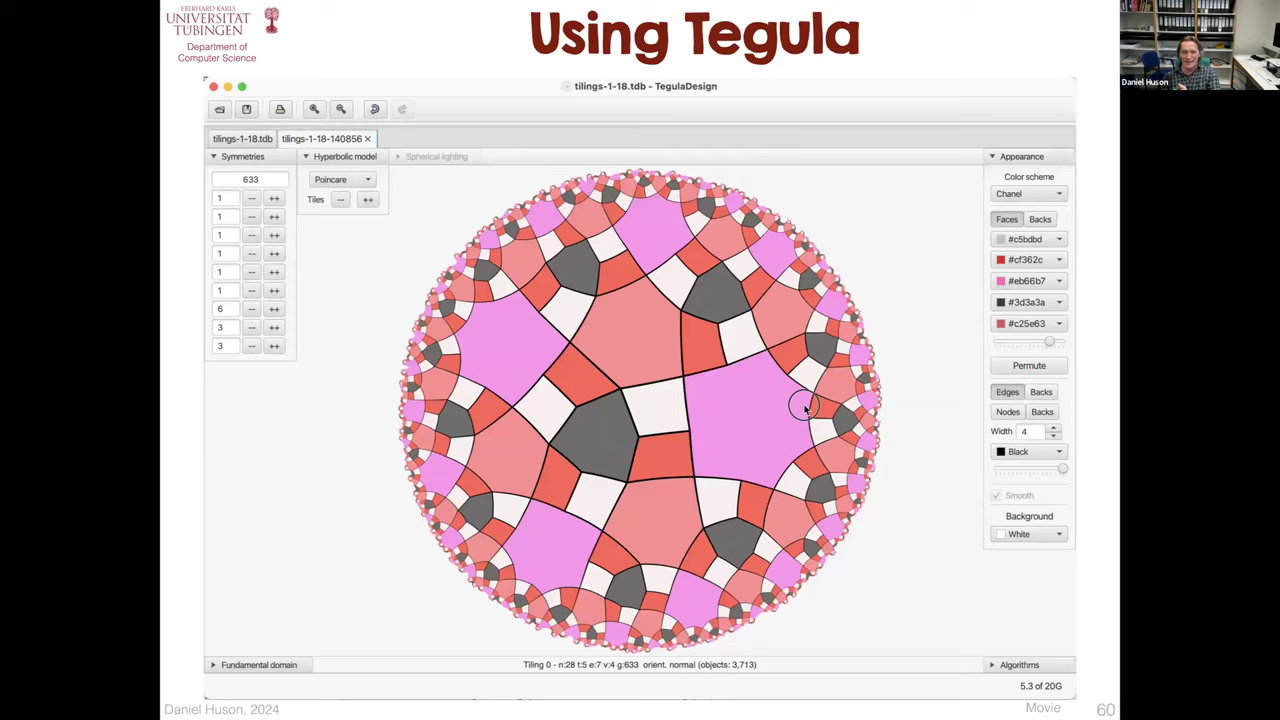 EBERHARD KARLS
UNIVERSITÄT
TÜBINGEN
Department of
Computer Science
Using Tegula
Daniel Huson
tilings-1-18.tdb - TegulaDesign
tilings-1-18.tdb
tilings-1-18-140856 ×
Symmetries
Hyperbolic model
Spherical lighting
Appearance
633
1 -- ++
1 -- ++
1 -- ++
1 -- ++
1 -- ++
1 -- ++
6 -- ++
3 -- ++
3 -- ++
Poincare
Tiles -- ++
Color scheme
Chanel
Faces Backs
#c5bdbd
#cf362c
#eb66b7
#3d3a3a
#c25e63
Permute
Edges Backs
Nodes Backs
Width 4
Black
Smooth
Background
White
Fundamental domain
Tiling 0 - n:28 t:5 e:7 v:4 g:633 orient. normal (objects: 3,713)
Algorithms
5.3 of 20G
Daniel Huson, 2024
Movie
60